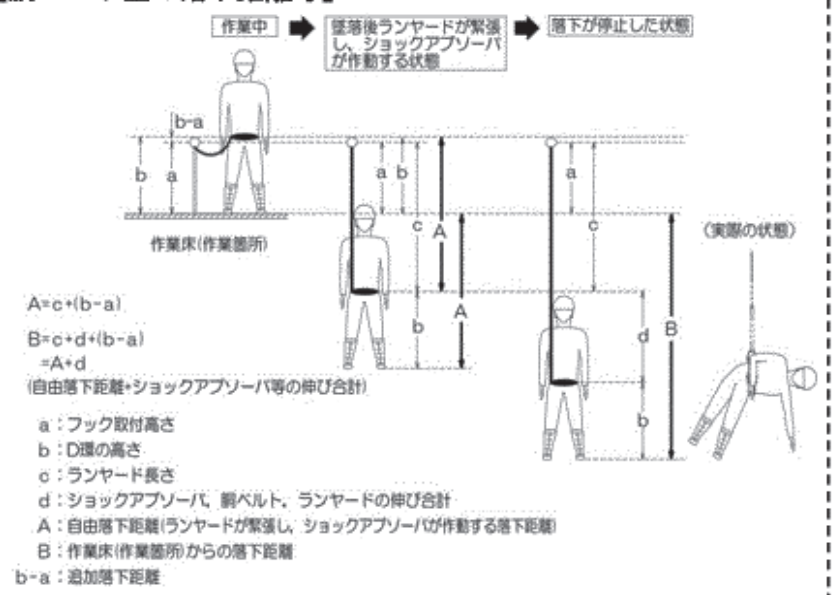 作業中
墜落後ランヤードが緊張
し、ショックアブソーバ
が作動する状態
落下が停止した状態
b-a
b
a
a
b
c
A
A
b
a
c
d
B
b
作業床(作業箇所)
(実際の状態)
A=c+(b-a)
B=c+d+(b-a)
=A+d
(自由落下距離+ショックアブソーバ等の伸び合計)
a：フック取付高さ
b：D環の高さ
c：ランヤード長さ
d：ショックアブソーバ、胴ベルト、ランヤードの伸び合計
A：自由落下距離(ランヤードが緊張し、ショックアブソーバが作動する落下距離)
B：作業床(作業箇所)からの落下距離
b-a：追加落下距離